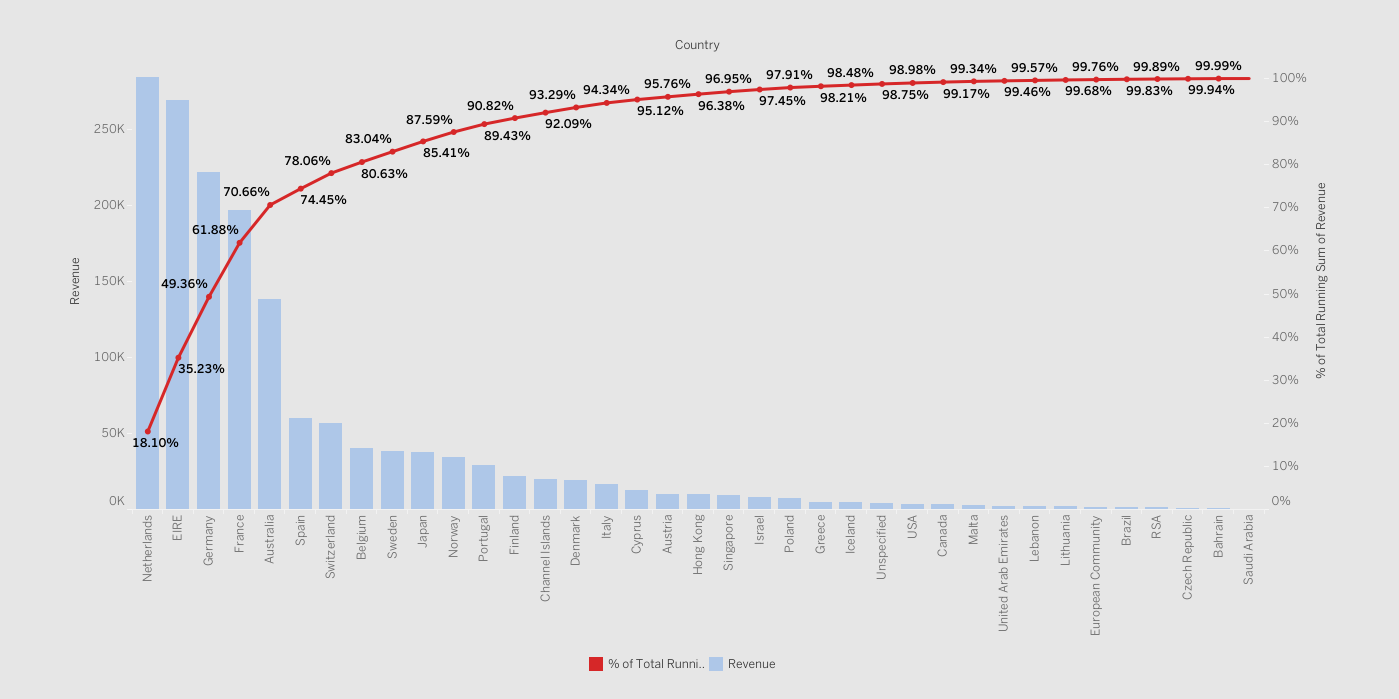 Country
93.29% 94.34% 95.76% 96.95% 97.91% 98.48% 98.98% 99.34% 99.57% 99.76% 99.89% 99.99%
90.82% 92.09% 95.12% 96.38% 97.45% 98.21% 98.75% 99.17% 99.46% 99.68% 99.83% 99.94%
87.59% 89.43%
83.04% 85.41%
78.06% 80.63%
70.66% 74.45%
61.88%
49.36%
35.23%
18.10%
Revenue
250K
200K
150K
100K
50K
0K
100%
90%
80%
70%
60%
50%
40%
30%
20%
10%
0%
% of Total Running Sum of Revenue
Netherlands
EIRE
Germany
France
Australia
Spain
Switzerland
Belgium
Sweden
Japan
Norway
Portugal
Finland
Channel Islands
Denmark
Italy
Cyprus
Austria
Hong Kong
Singapore
Israel
Poland
Greece
Iceland
Unspecified
USA
Canada
Malta
United Arab Emirates
Lebanon
Lithuania
European Community
Brazil
RSA
Czech Republic
Bahrain
Saudi Arabia
% of Total Runni.. Revenue